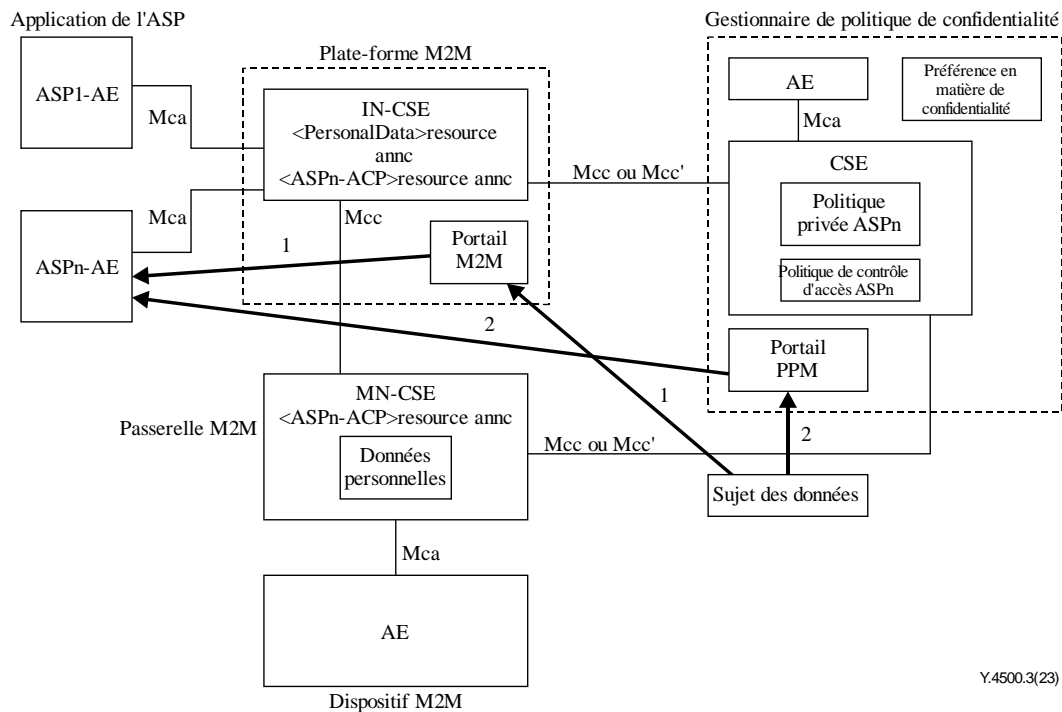 Application de l'ASP
Gestionnaire de politique de confidentialité
Plate-forme M2M
ASP1-AE
Mca
IN-CSE
<PersonalData>resource
annc
<ASPn-ACP>resource annc
AE
Préférence en
matière de
confidentialité
Mca
CSE
Mcc ou Mcc'
Politique
privée ASPn
Politique de contrôle
d'accès ASPn
Mca
ASPn-AE
Mcc
1
Portail
M2M
2
Portail
PPM
1
2
MN-CSE
<ASPn-ACP>resource annc
Passerelle M2M
Données
personnelles
Mcc ou Mcc'
Sujet des données
Mca
AE
Dispositif M2M
Y.4500.3(23)